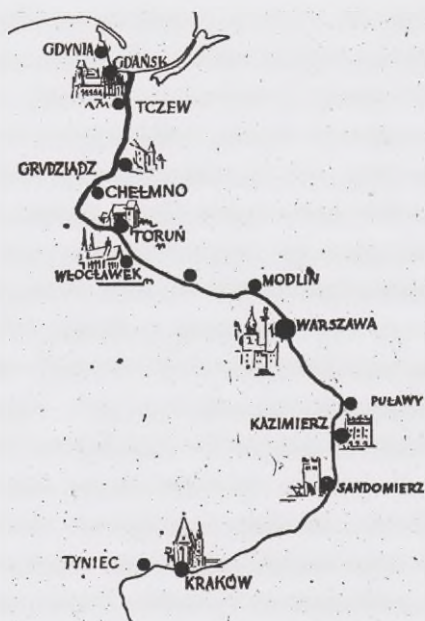 GDYNIA
GDAŃSK
TCZEW
GRUDZIĄDZ
CHEŁMNO
TORUŃ
WŁOCŁAWEK
MODLIN
WARSZAWA
PUŁAWY
KAZIMIERZ
SANDOMIERZ
TYNIEC
KRAKÓW